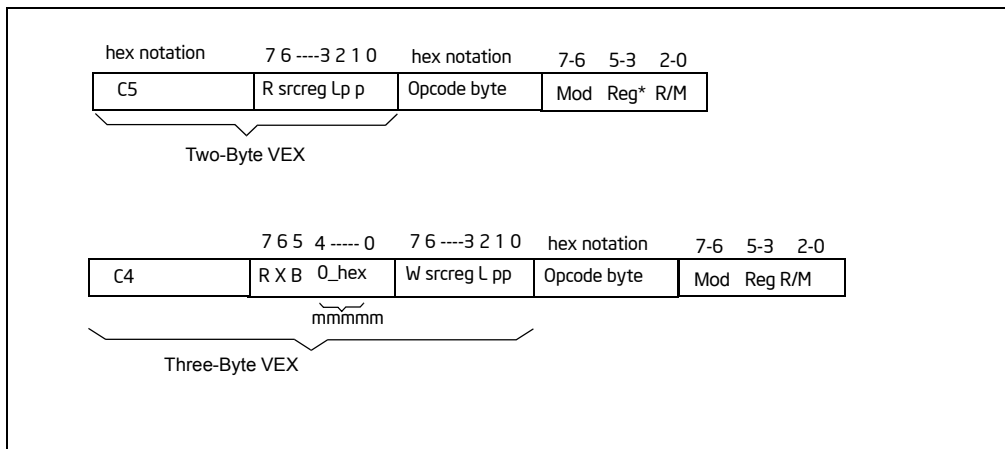 hex notation 7 6 ----3 2 1 0 hex notation 7-6 5-3 2-0
C5 R srcreg Lp p Opcode byte Mod Reg* R/M
Two-Byte VEX
7 6 5 4 ----- 0 7 6 ----3 2 1 0 hex notation 7-6 5-3 2-0
C4 R X B 0_hex W srcreg L pp Opcode byte Mod Reg R/M
mmmmm
Three-Byte VEX